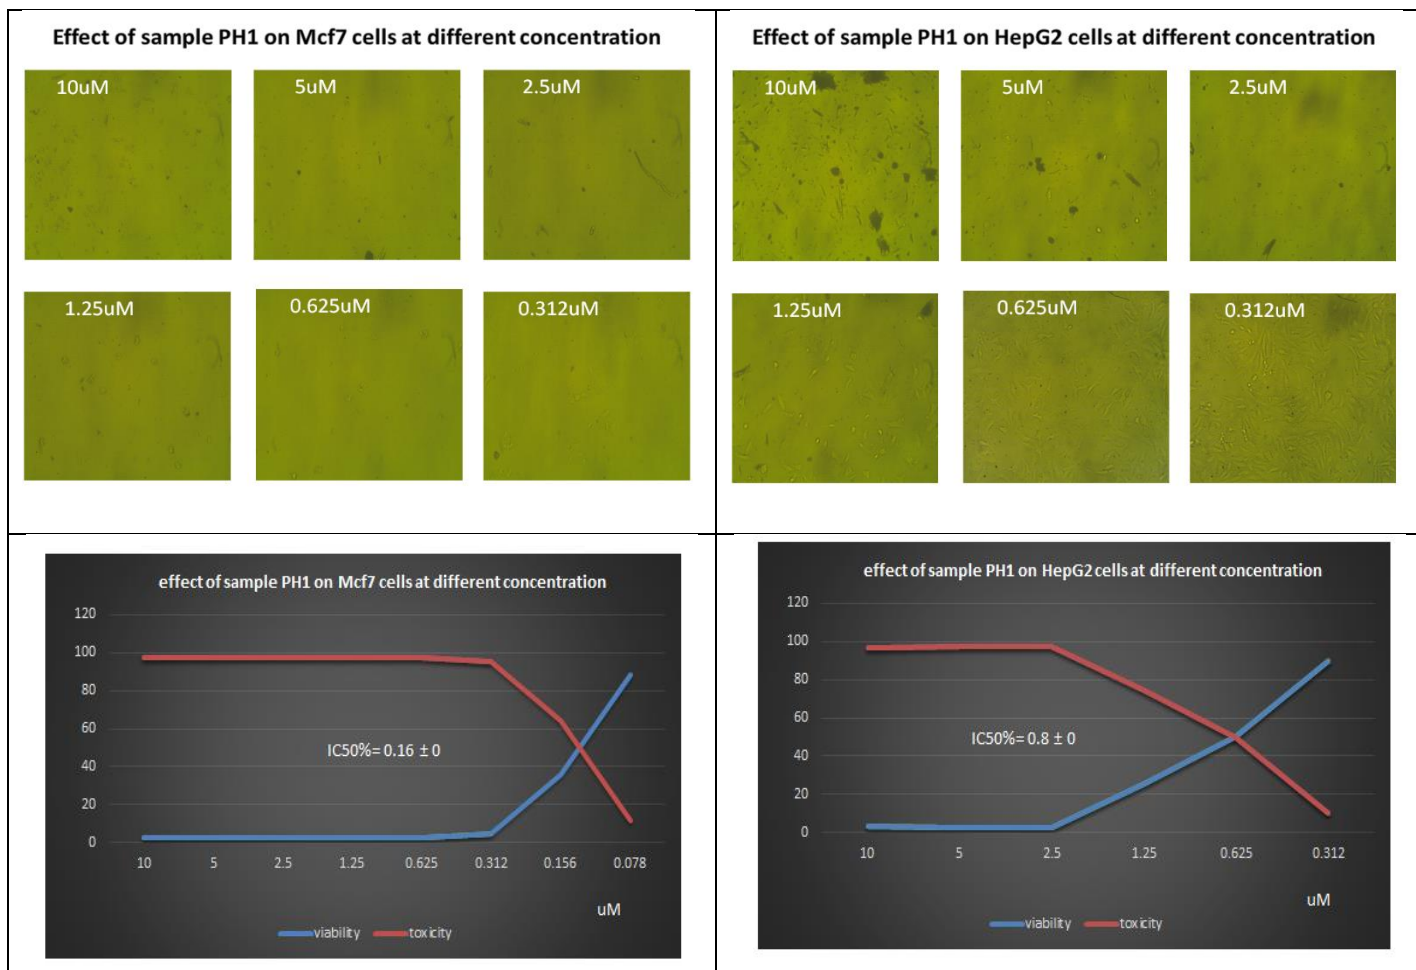 Effect of sample PH1 on Mcf7 cells at different concentration
10uM
5uM
2.5uM
1.25uM
0.625uM
0.312uM
Effect of sample PH1 on HepG2 cells at different concentration
10uM
5uM
2.5uM
1.25uM
0.625uM
0.312uM
effect of sample PH1 on Mcf7 cells at different concentration
120
100
80
60
40
20
0
IC50%= 0.16 ± 0
10 5 2.5 1.25 0.625 0.312 0.156 0.078
uM
viability toxicity
effect of sample PH1 on HepG2 cells at different concentration
120
100
80
60
40
20
0
IC50%= 0.8 ± 0
10 5 2.5 1.25 0.625 0.312
uM
viability toxicity